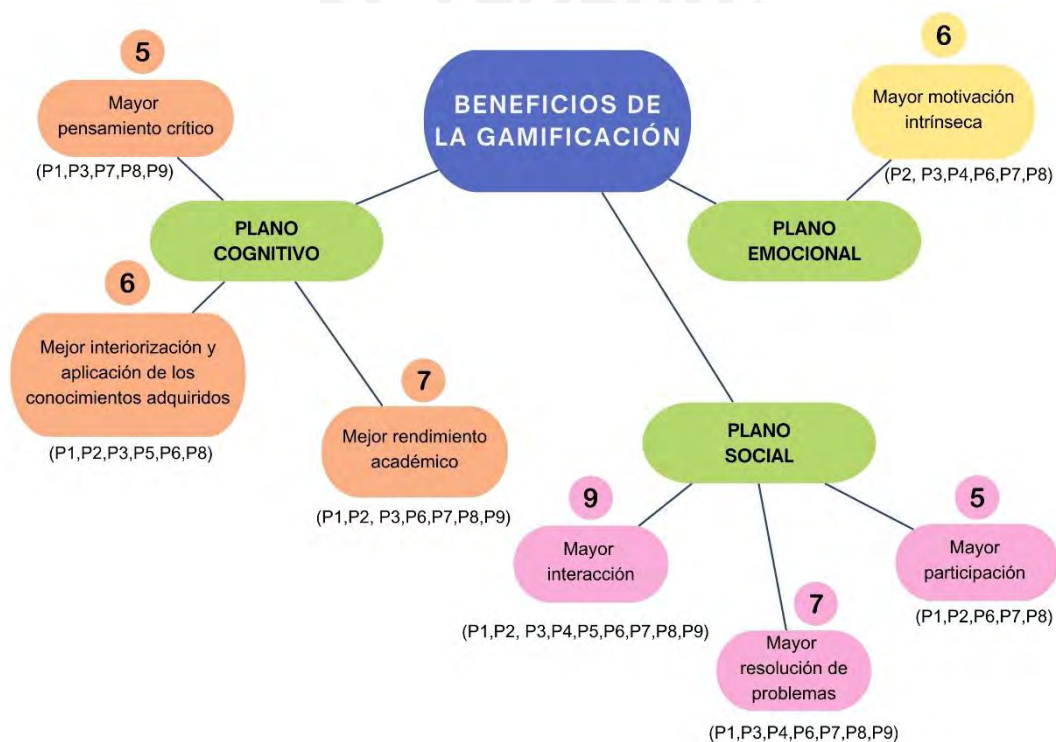 BENEFICIOS DE
LA GAMIFICACIÓN
5
Mayor
pensamiento crítico
(P1,P3,P7,P8,P9)
6
Mayor motivación
intrínseca
(P2, P3,P4,P6,P7,P8)
PLANO
COGNITIVO
PLANO
EMOCIONAL
6
Mejor interiorización y
aplicación de los
conocimientos adquiridos
(P1,P2,P3,P5,P6,P8)
7
Mejor rendimiento
académico
(P1,P2, P3,P6,P7,P8,P9)
PLANO
SOCIAL
9
Mayor
interacción
(P1,P2, P3,P4,P5,P6,P7,P8,P9)
7
Mayor
resolución de
problemas
(P1,P3,P4,P6,P7,P8,P9)
5
Mayor
participación
(P1,P2,P6,P7,P8)